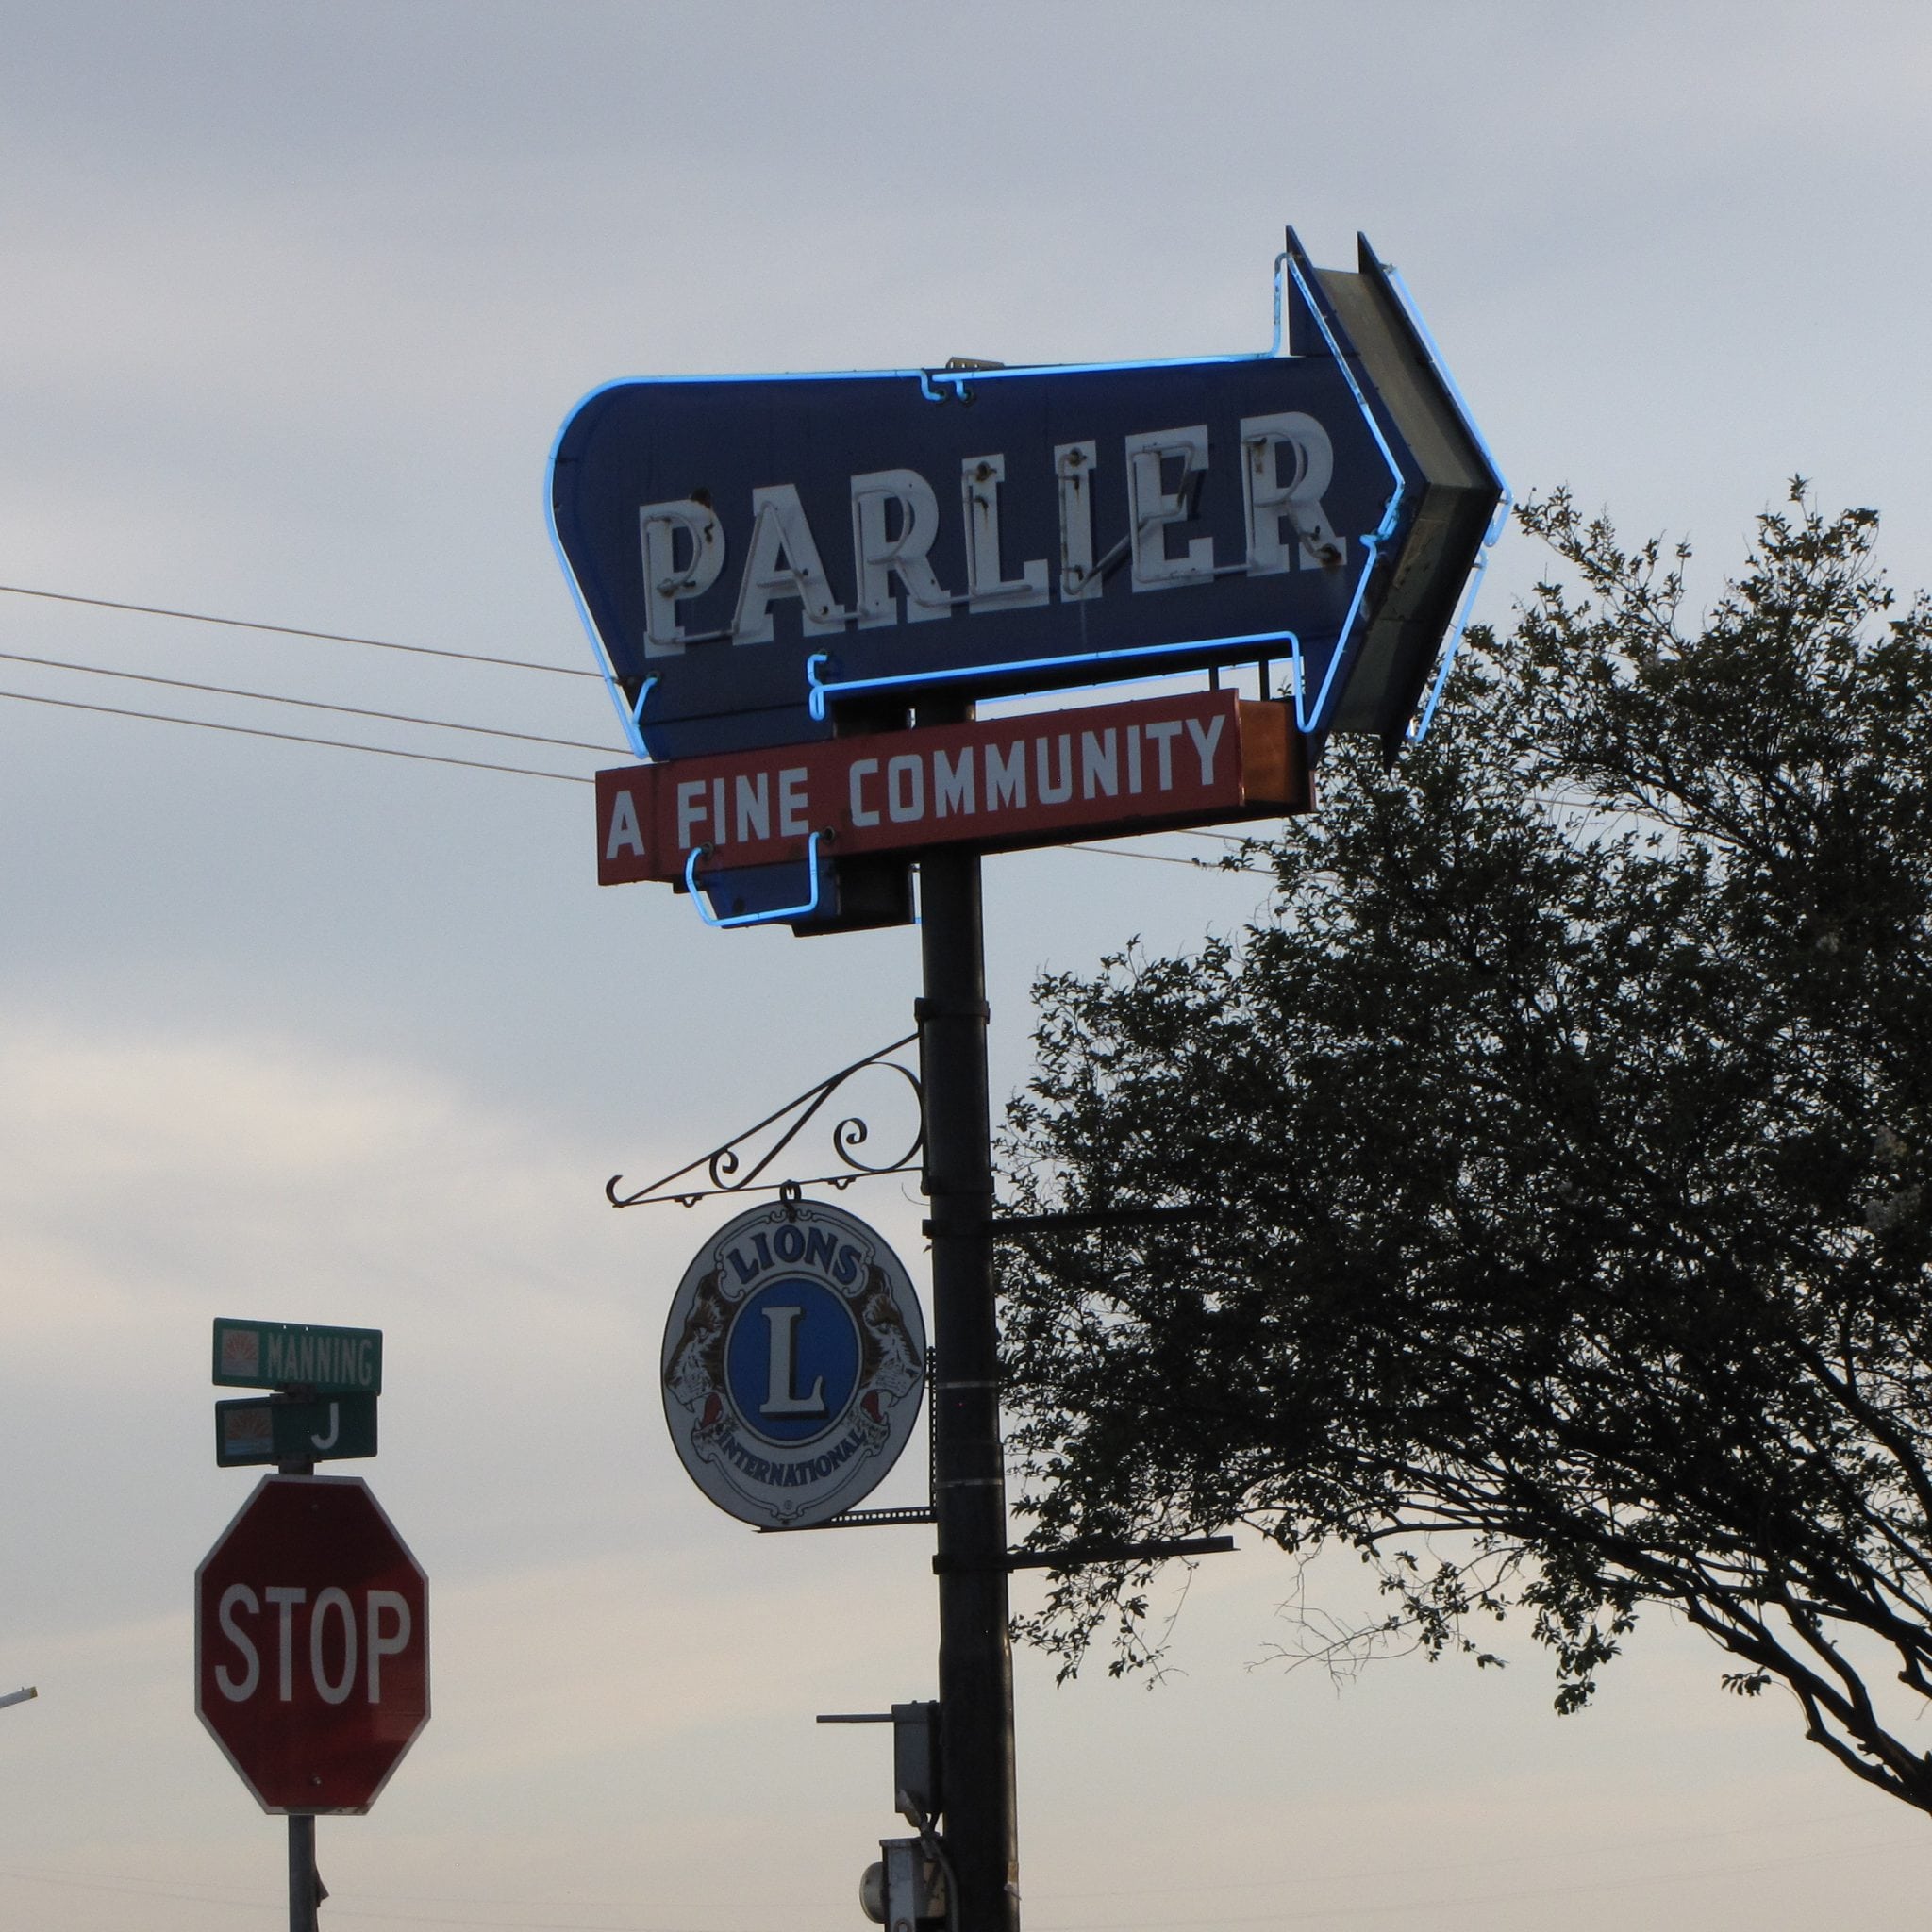 PARLIER
A FINE COMMUNITY
LIONS
L
INTERNATIONAL
MANNING
J
STOP